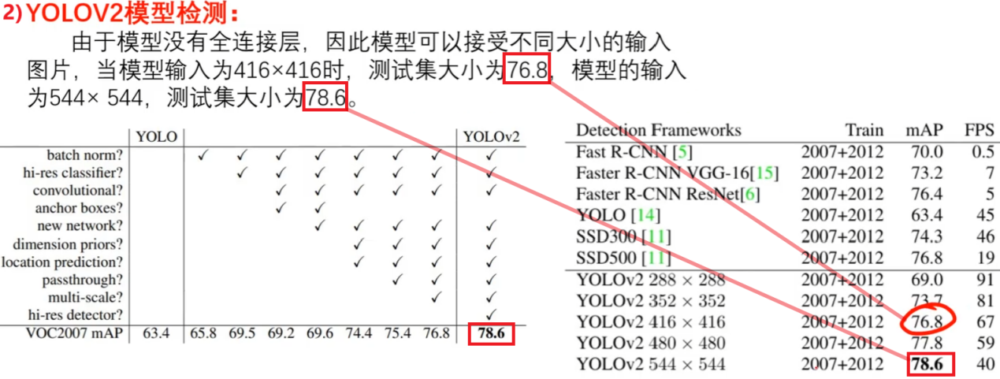 2)YOLOV2模型检测：
由于模型没有全连接层，因此模型可以接受不同大小的输入
图片，当模型输入为416×416时，测试集大小为76.8，模型的输入
为544× 544，测试集大小为78.6。
YOLO YOLOv2
batch norm? ✓ ✓ ✓ ✓ ✓ ✓ ✓ ✓
hi-res classifier? ✓ ✓ ✓ ✓ ✓ ✓ ✓
convolutional? ✓ ✓ ✓ ✓ ✓ ✓
anchor boxes? ✓ ✓
new network? ✓ ✓ ✓ ✓ ✓
dimension priors? ✓ ✓ ✓ ✓
location prediction? ✓ ✓ ✓ ✓
passthrough? ✓ ✓ ✓
multi-scale? ✓ ✓
hi-res detector? ✓
VOC2007 mAP 63.4 65.8 69.5 69.2 69.6 74.4 75.4 76.8 78.6
Detection Frameworks Train mAP FPS
Fast R-CNN [5] 2007+2012 70.0 0.5
Faster R-CNN VGG-16[15] 2007+2012 73.2 7
Faster R-CNN ResNet[6] 2007+2012 76.4 5
YOLO [14] 2007+2012 63.4 45
SSD300 [11] 2007+2012 74.3 46
SSD500 [11] 2007+2012 76.8 19
YOLOv2 288 × 288 2007+2012 69.0 91
YOLOv2 352 × 352 2007+2012 73.7 81
YOLOv2 416 × 416 2007+2012 76.8 67
YOLOv2 480 × 480 2007+2012 77.8 59
YOLOv2 544 × 544 2007+2012 78.6 40